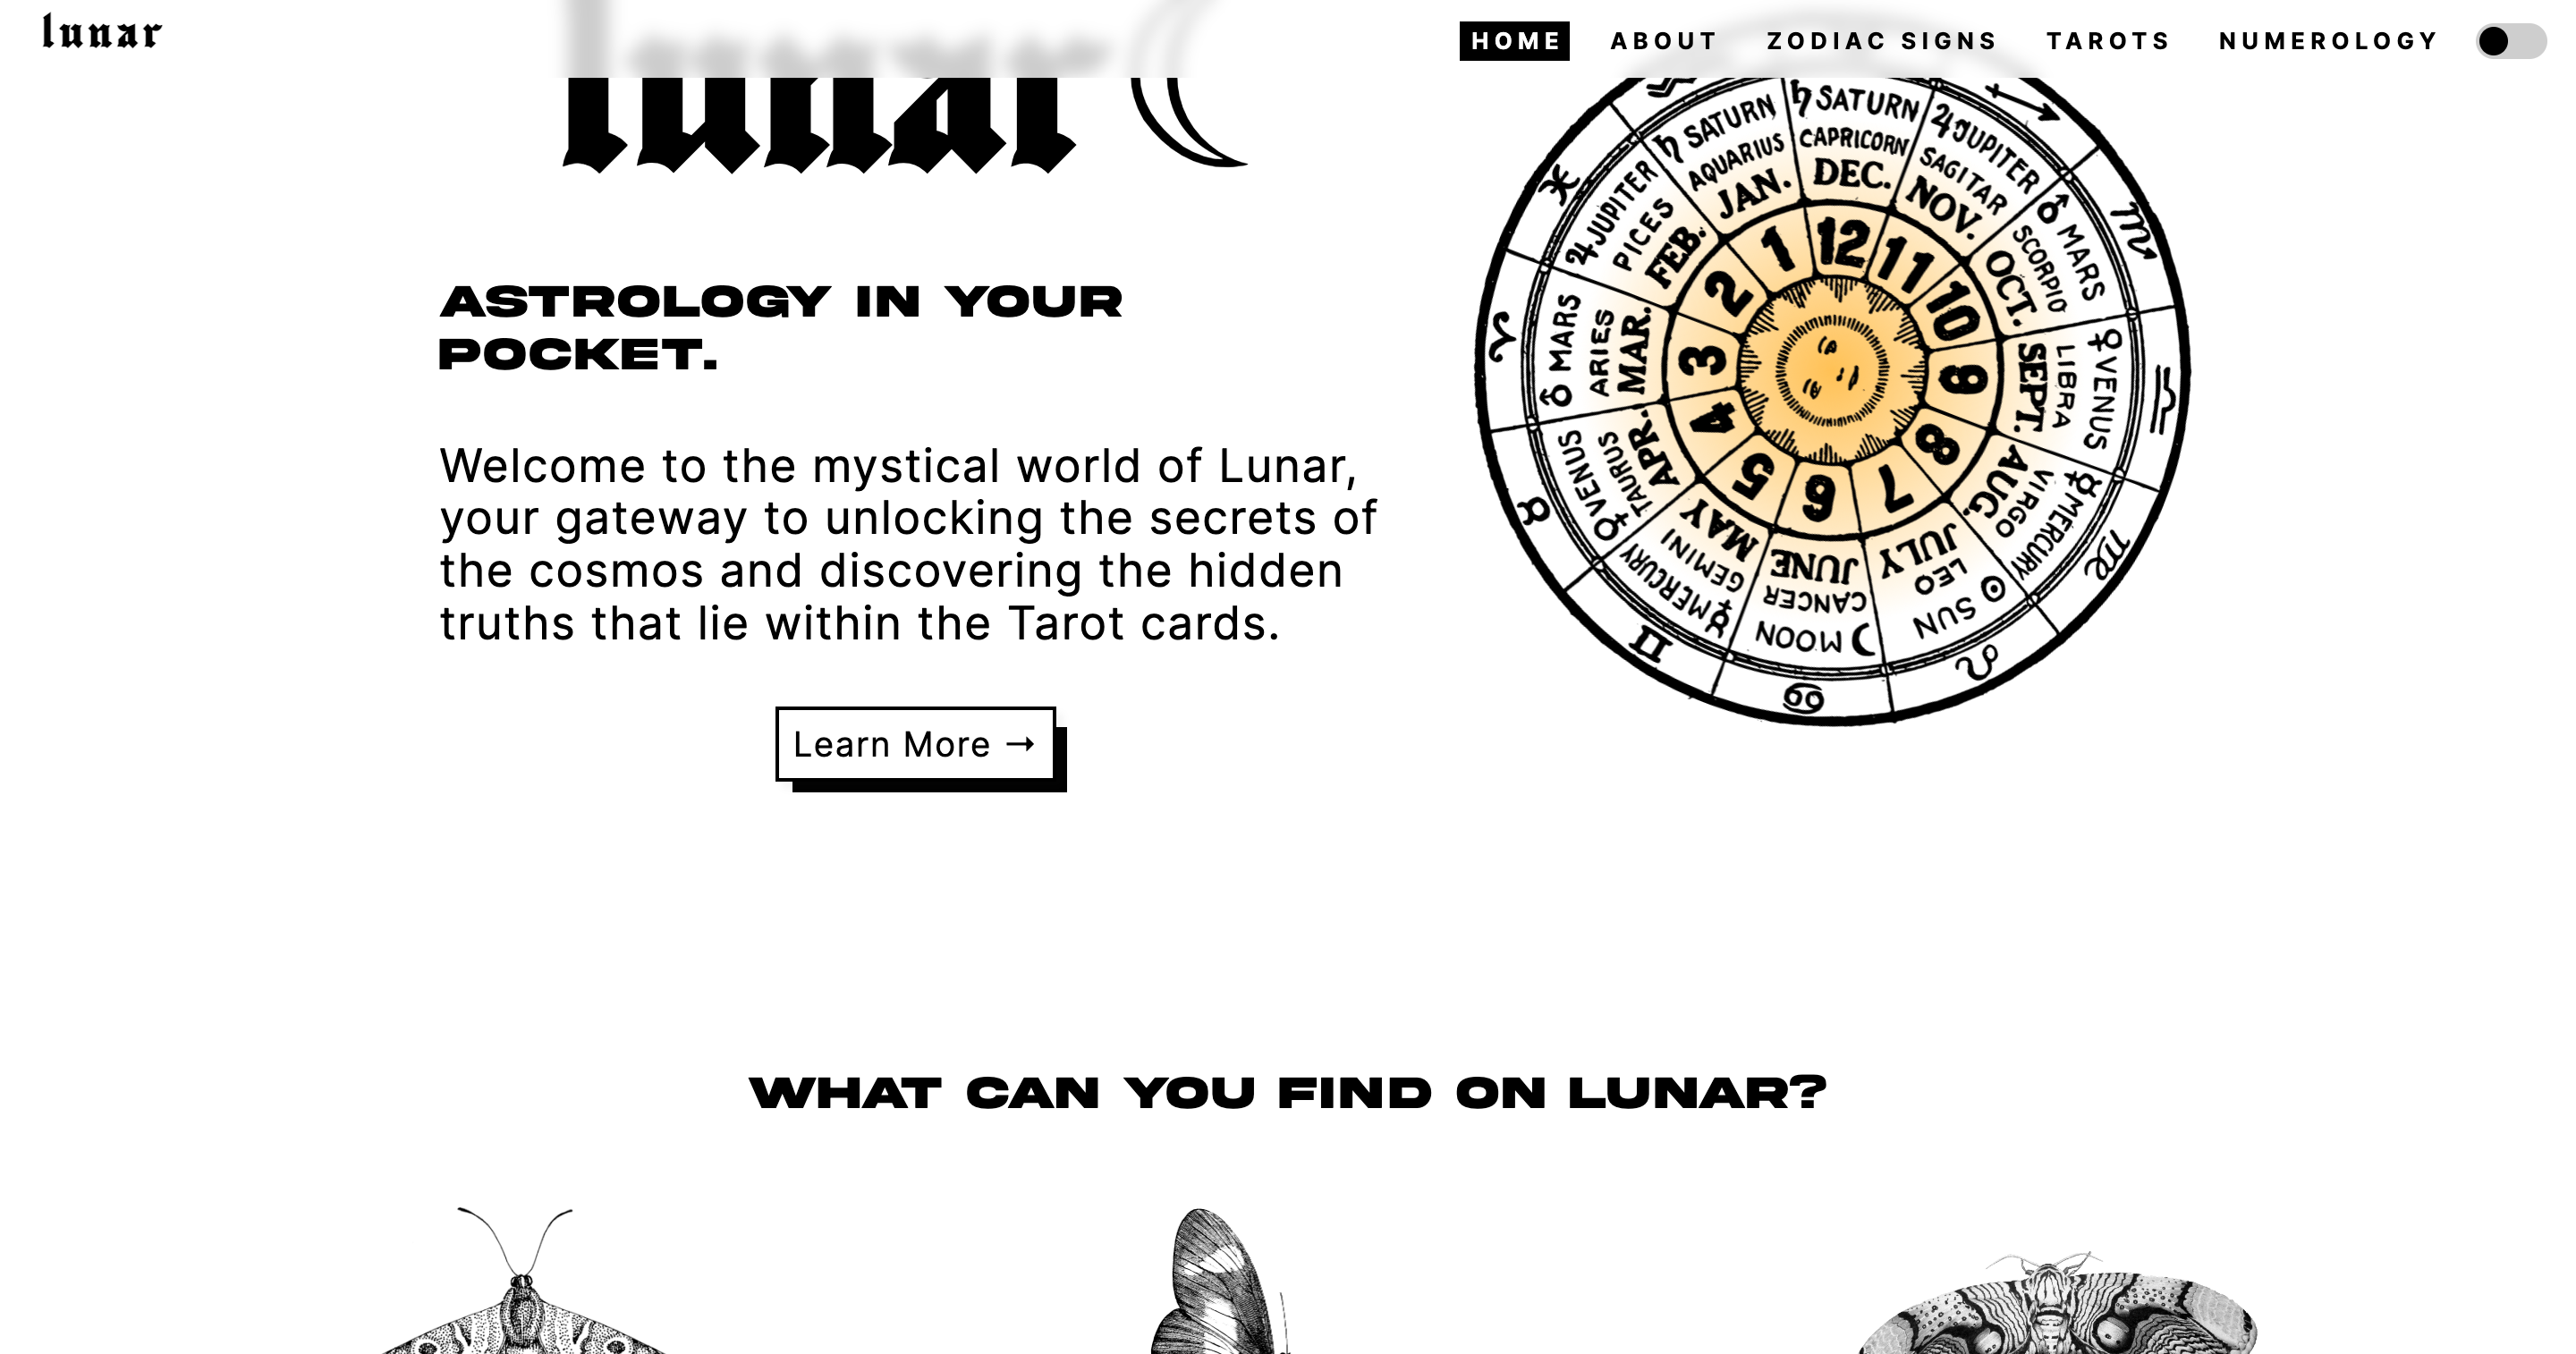 lunar
HOME ABOUT ZODIAC SIGNS TAROTS NUMEROLOGY
lunar
ASTROLOGY IN YOUR
POCKET.
Welcome to the mystical world of Lunar,
your gateway to unlocking the secrets of
the cosmos and discovering the hidden
truths that lie within the Tarot cards.
Learn More →
♄ SATURN
CAPRICORN
DEC.
12
♃ JUPITER
SAGITAR
NOV.
11
♂ MARS
SCORPIO
OCT.
10
♀ VENUS
LIBRA
SEPT.
9
☿ MERCURY
VIRGO
AUG.
8
☉ SUN
LEO
JULY
7
☽ MOON
CANCER
JUNE
6
☿ MERCURY
GEMINI
MAY
5
♀ VENUS
TAURUS
APR.
4
♂ MARS
ARIES
MAR.
3
♃ JUPITER
PICES
FEB.
2
♄ SATURN
AQUARIUS
JAN.
1
WHAT CAN YOU FIND ON LUNAR?